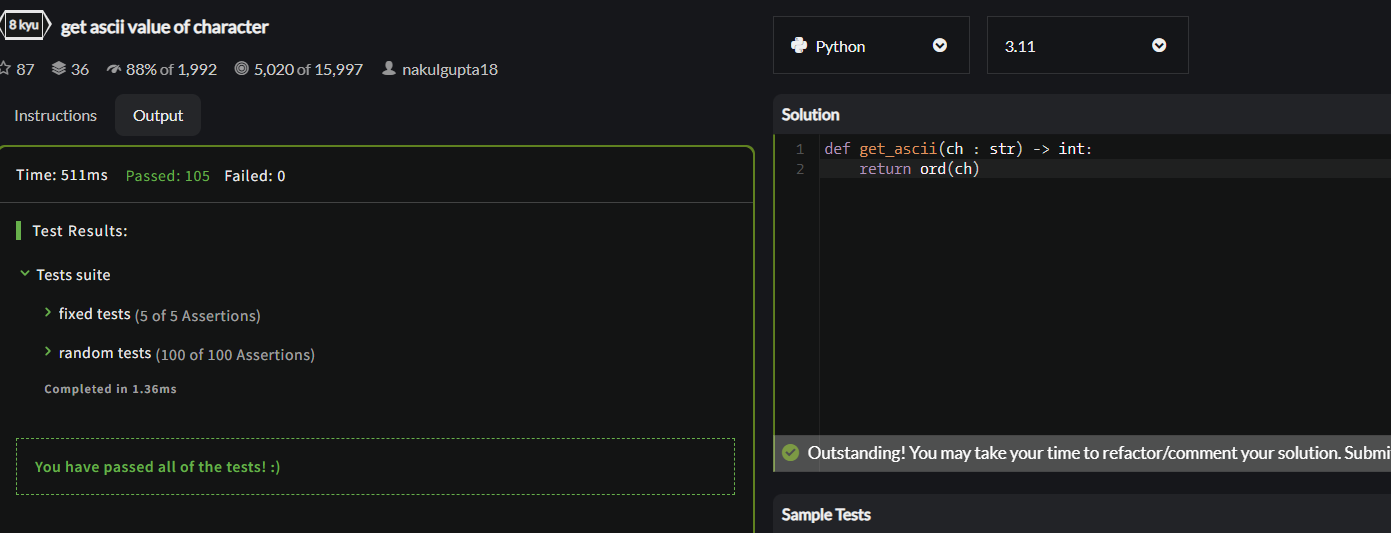 8 kyu get ascii value of character
87 36 88% of 1,992 5,020 of 15,997 nakulgupta18
Instructions Output
Time: 511ms Passed: 105 Failed: 0
Test Results:
Tests suite
fixed tests (5 of 5 Assertions)
random tests (100 of 100 Assertions)
Completed in 1.36ms
You have passed all of the tests! :)
Python 3.11
Solution
1 def get_ascii(ch : str) -> int:
2 return ord(ch)
Outstanding! You may take your time to refactor/comment your solution. Submi
Sample Tests